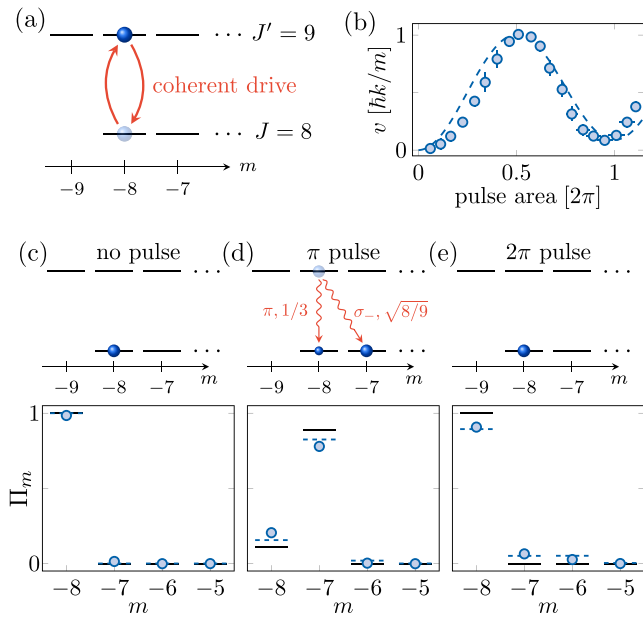 (a)
· · · J′ = 9
coherent drive
· · · J = 8
m
−9 −8 −7
(b)
v [ħk/m]
1
0
0 0.5 1
pulse area [2π]
(c) no pulse
· · ·
· · ·
−9 −8 −7 m
(d) π pulse
· · ·
π, 1/3
σ₋, √8/9
· · ·
−9 −8 −7 m
(e) 2π pulse
· · ·
· · ·
−9 −8 −7 m
Πm
1
0
−8 −7 −6 −5
m
−8 −7 −6 −5
m
1
0
−8 −7 −6 −5
m